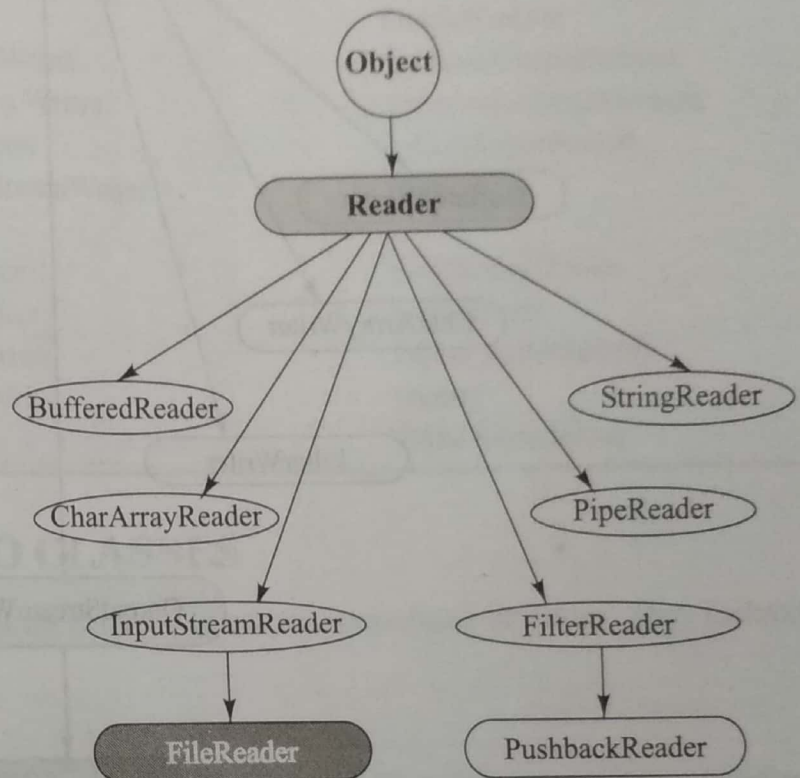 Object
Reader
BufferedReader
StringReader
CharArrayReader
PipeReader
InputStreamReader
FilterReader
FileReader
PushbackReader